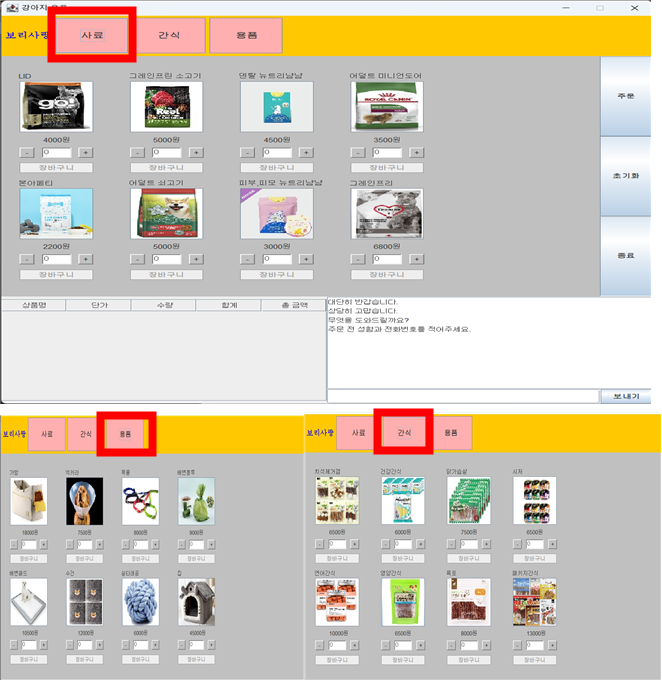 강아지
보리사랑 사료 간식 용품
LID 그레인프린 소고기 덴탈 뉴트리냠냠 어덜트 미니언도어
4000원 5000원 4500원 3500원
- 0 + - 0 + - 0 + - 0 +
장바구니 장바구니 장바구니 장바구니
본아페티 어덜트 쇠고기 피부,피모 뉴트리냠냠 그레인프리
2200원 5000원 3000원 6800원
- 0 + - 0 + - 0 + - 0 +
장바구니 장바구니 장바구니 장바구니
주문
초기화
종료
상품명 단가 수량 합계 총 금액
대단히 반갑습니다.
상당히 고맙습니다.
무엇을 도와드릴까요?
주문 전 성함과 전화번호를 적어주세요.
보내기
보리사랑 사료 간식 용품
가방 넥카라 목줄 배변봉투
18000원 7500원 8000원 9000원
- 0 + - 0 + - 0 + - 0 +
장바구니 장바구니 장바구니 장바구니
배변패드 수건 집
10500원 12000원 6000원 45000원
- 0 + - 0 + - 0 + - 0 +
장바구니 장바구니 장바구니 장바구니
보리사랑 사료 간식 용품
치석제거껌 건강간식 닭가슴살 시저
6500원 6000원 7500원 6500원
- 0 + - 0 + - 0 + - 0 +
장바구니 장바구니 장바구니 장바구니
연어간식 영양간식 육포 패키지간식
10000원 6500원 8000원 13000원
- 0 + - 0 + - 0 + - 0 +
장바구니 장바구니 장바구니 장바구니